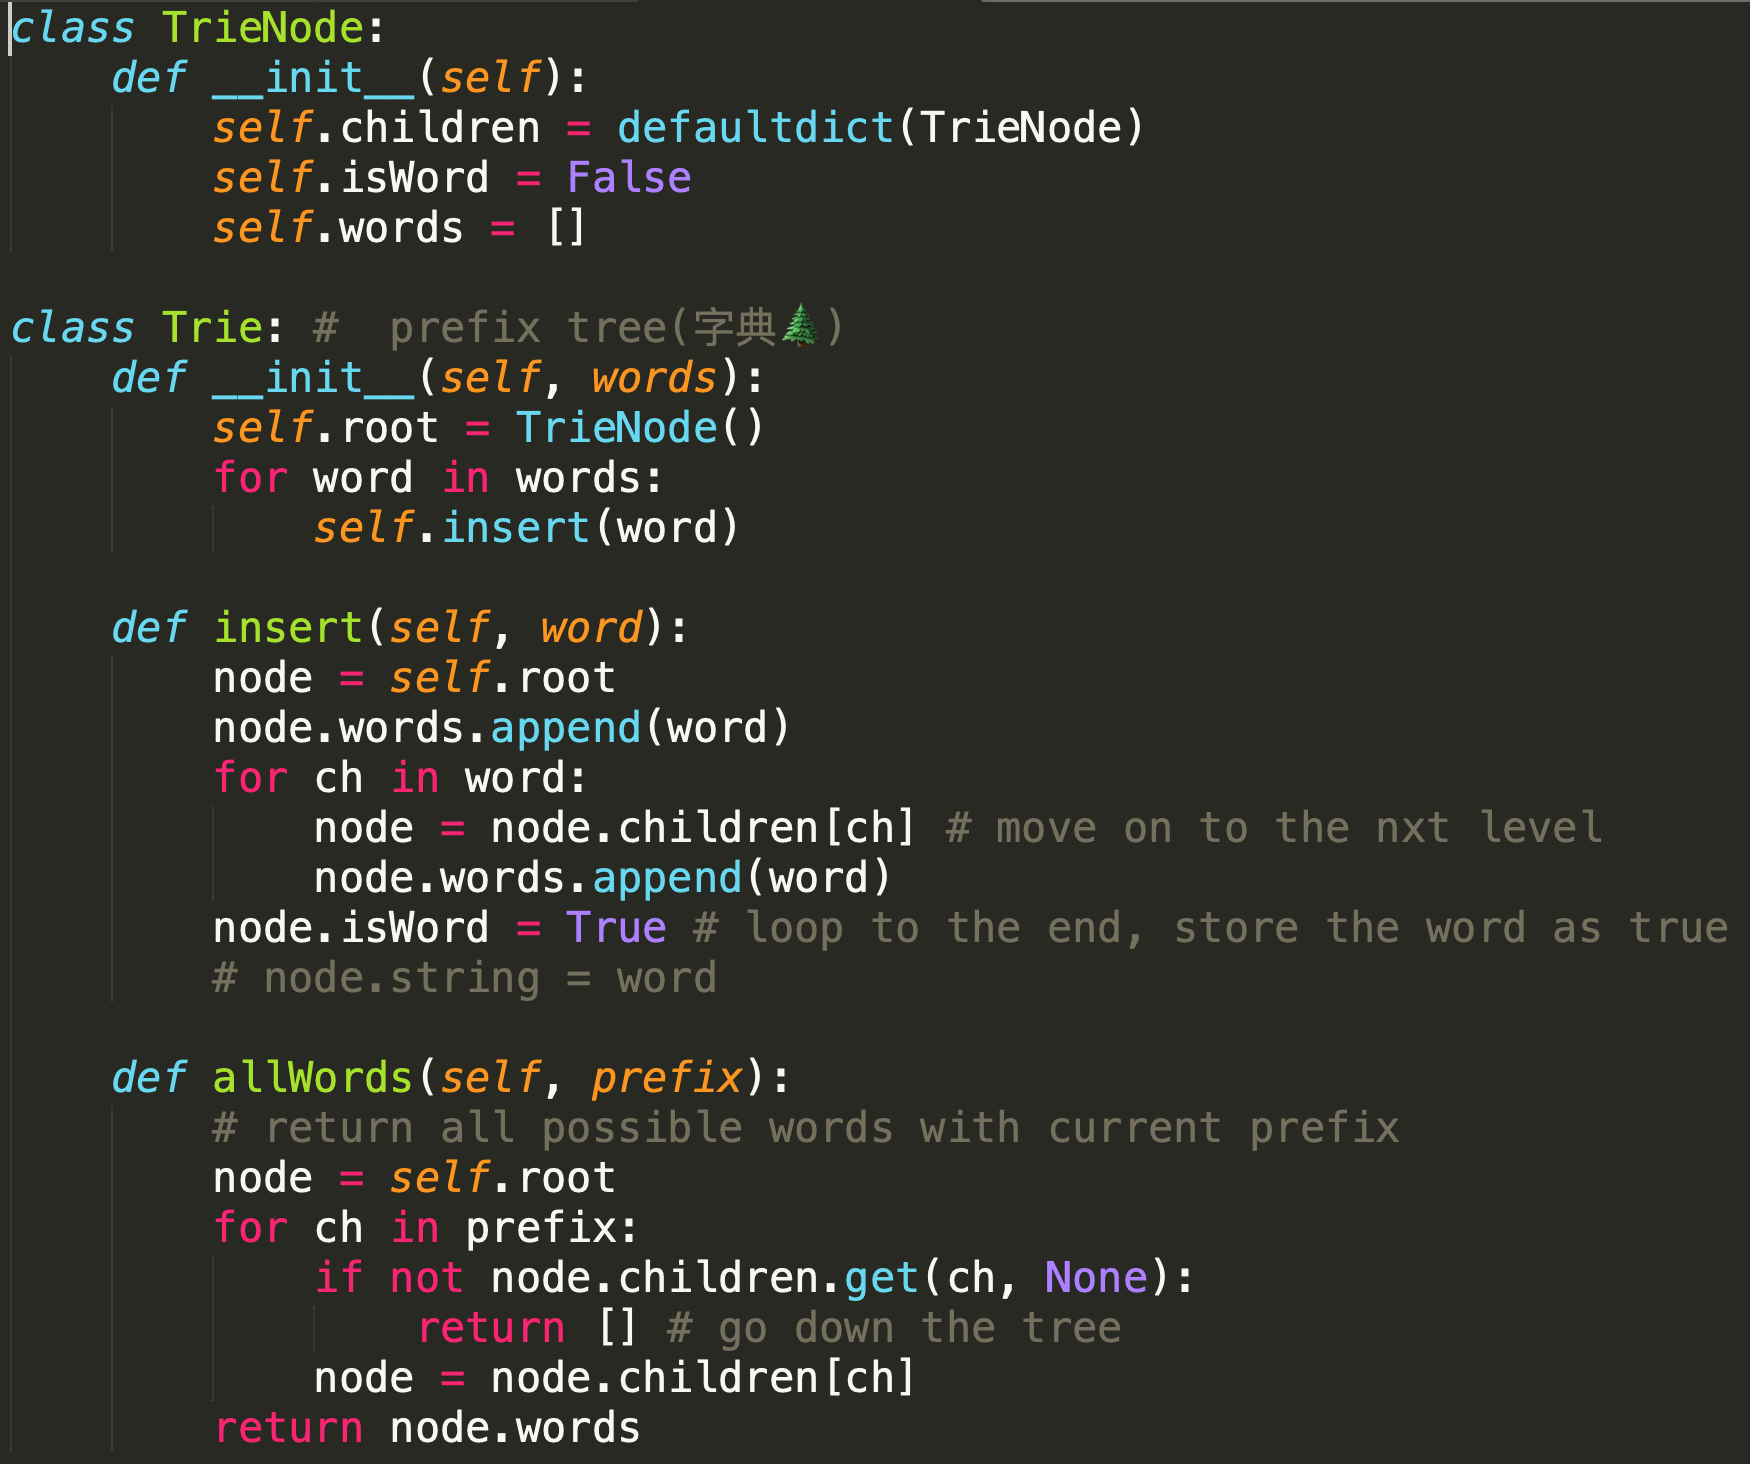 class TrieNode:
    def __init__(self):
        self.children = defaultdict(TrieNode)
        self.isWord = False
        self.words = []

class Trie: #  prefix tree(字典🌲)
    def __init__(self, words):
        self.root = TrieNode()
        for word in words:
            self.insert(word)

    def insert(self, word):
        node = self.root
        node.words.append(word)
        for ch in word:
            node = node.children[ch] # move on to the nxt level
            node.words.append(word)
        node.isWord = True # loop to the end, store the word as true
        # node.string = word

    def allWords(self, prefix):
        # return all possible words with current prefix
        node = self.root
        for ch in prefix:
            if not node.children.get(ch, None):
                return [] # go down the tree
            node = node.children[ch]
        return node.words